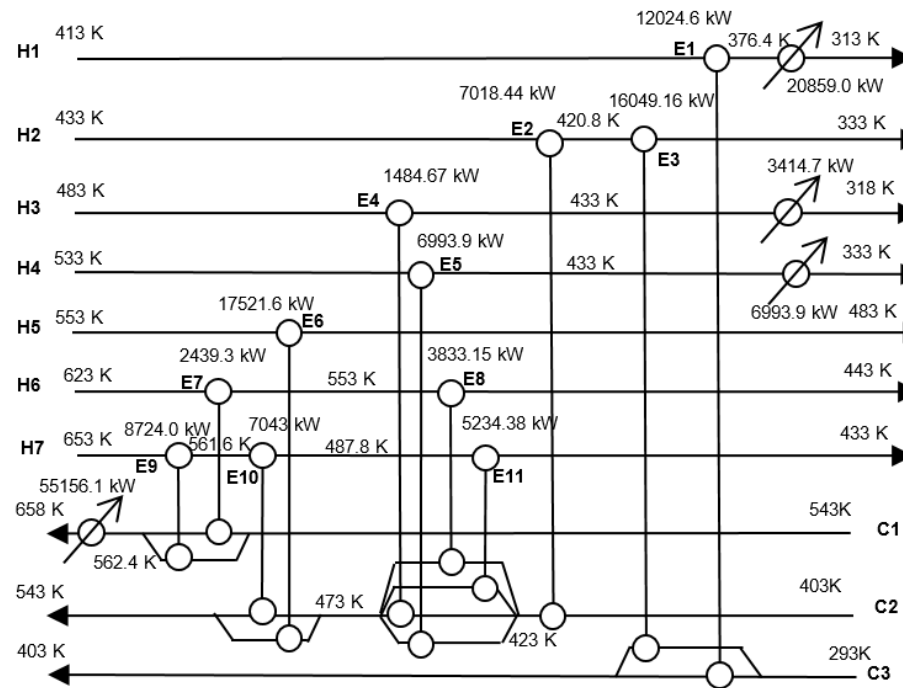 12024.6 kW
H1 413 K E1 376.4 K 313 K
20859.0 kW
7018.44 kW 16049.16 kW
H2 433 K E2 420.8 K 333 K
E3
1484.67 kW 3414.7 kW
H3 483 K E4 433 K 318 K
6993.9 kW
H4 533 K E5 433 K 333 K
17521.6 kW 6993.9 kW
H5 553 K E6 483 K
2439.3 kW 3833.15 kW
H6 623 K E7 553 K E8 443 K
8724.0 kW 7043 kW 5234.38 kW
H7 653 K 561.6 K 487.8 K 433 K
E9 E10 E11
55156.1 kW
658 K 543K C1
562.4 K
543 K 473 K 403K C2
423 K
403 K 293K C3